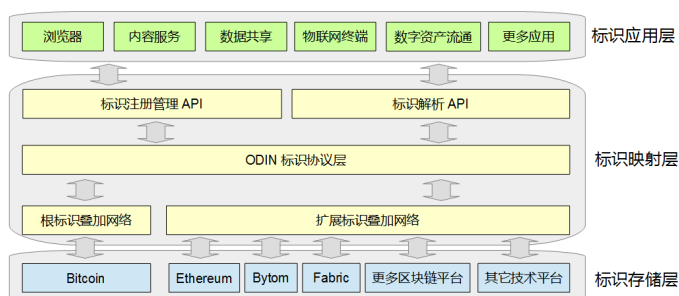 浏览器 内容服务 数据共享 物联网终端 数字资产流通 更多应用 标识应用层
标识注册管理 API 标识解析 API
ODIN 标识协议层 标识映射层
根标识叠加网络 扩展标识叠加网络
Bitcoin Ethereum Bytom Fabric 更多区块链平台 其它技术平台 标识存储层